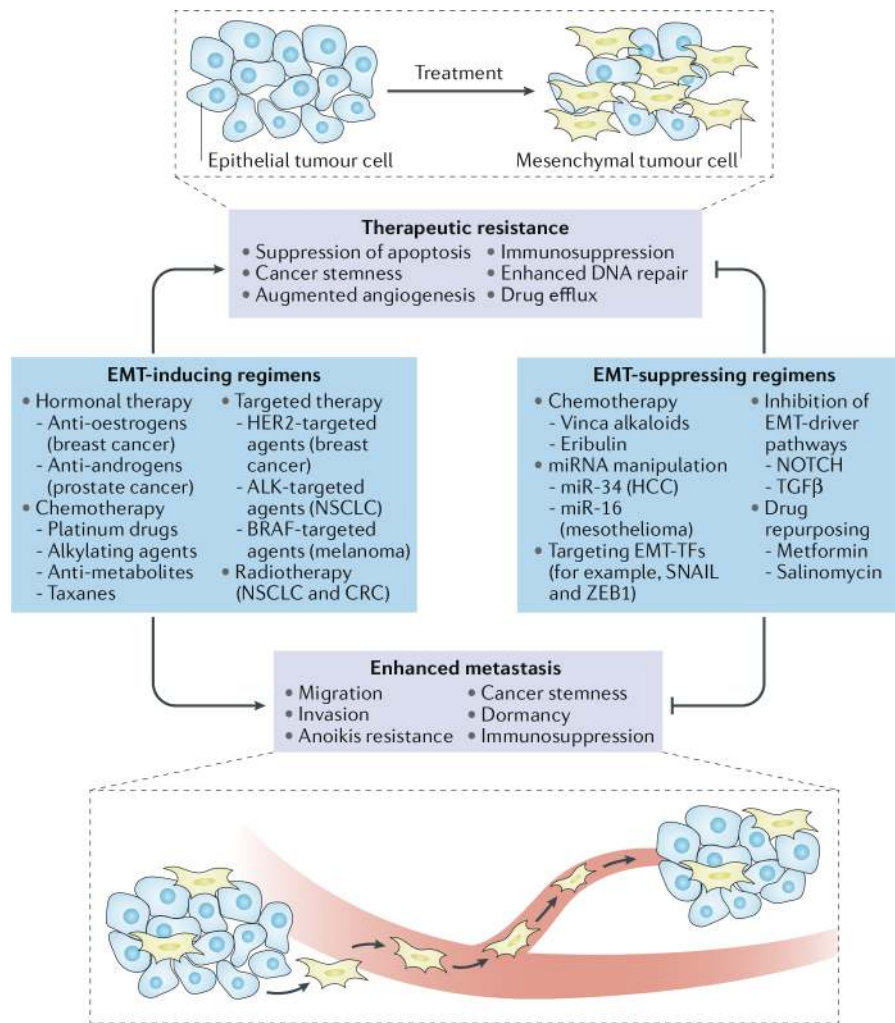 Treatment
Epithelial tumour cell
Mesenchymal tumour cell
Therapeutic resistance
• Suppression of apoptosis
• Cancer stemness
• Augmented angiogenesis
• Immunosuppression
• Enhanced DNA repair
• Drug efflux
EMT-inducing regimens
• Hormonal therapy
- Anti-oestrogens
(breast cancer)
- Anti-androgens
(prostate cancer)
• Chemotherapy
- Platinum drugs
- Alkylating agents
- Anti-metabolites
- Taxanes
• Targeted therapy
- HER2-targeted
agents (breast
cancer)
- ALK-targeted
agents (NSCLC)
- BRAF-targeted
agents (melanoma)
• Radiotherapy
(NSCLC and CRC)
EMT-suppressing regimens
• Chemotherapy
- Vinca alkaloids
- Eribulin
• miRNA manipulation
- miR-34 (HCC)
- miR-16
(mesothelioma)
• Targeting EMT-TFs
(for example, SNAIL
and ZEB1)
• Inhibition of
EMT-driver
pathways
- NOTCH
- TGFβ
• Drug
repurposing
- Metformin
- Salinomycin
Enhanced metastasis
• Migration
• Invasion
• Anoikis resistance
• Cancer stemness
• Dormancy
• Immunosuppression